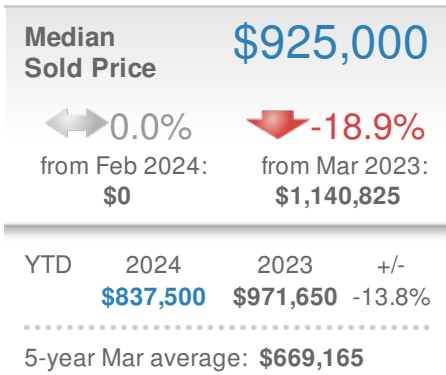 Median
Sold Price
$925,000
0.0%
-18.9%
from Feb 2024:
from Mar 2023:
$0
$1,140,825
YTD 2024 2023 +/-
$837,500 $971,650 -13.8%
5-year Mar average: $669,165